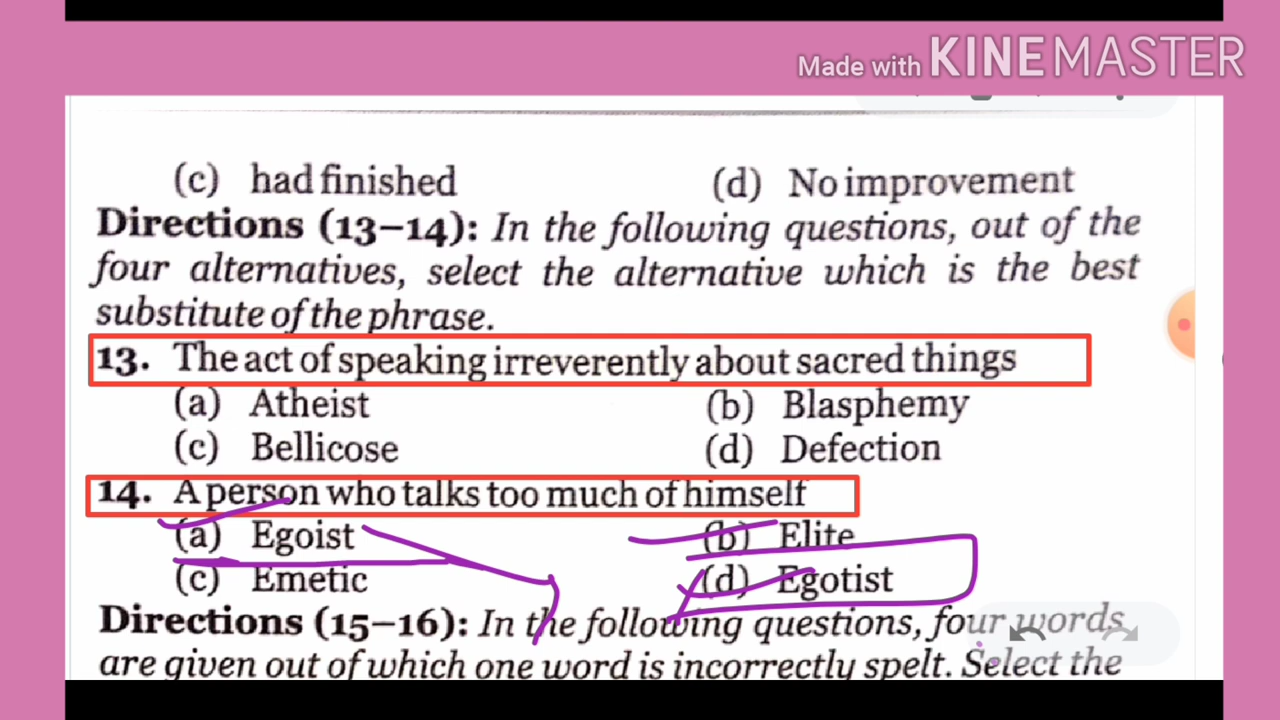 Made with KINEMASTER
(c) had finished (d) No improvement
Directions (13–14): In the following questions, out of the
four alternatives, select the alternative which is the best
substitute of the phrase.
13. The act of speaking irreverently about sacred things
(a) Atheist (b) Blasphemy
(c) Bellicose (d) Defection
14. A person who talks too much of himself
(a) Egoist (b) Elite
(c) Emetic (d) Egotist
Directions (15–16): In the following questions, four words
are given out of which one word is incorrectly spelt. Select the